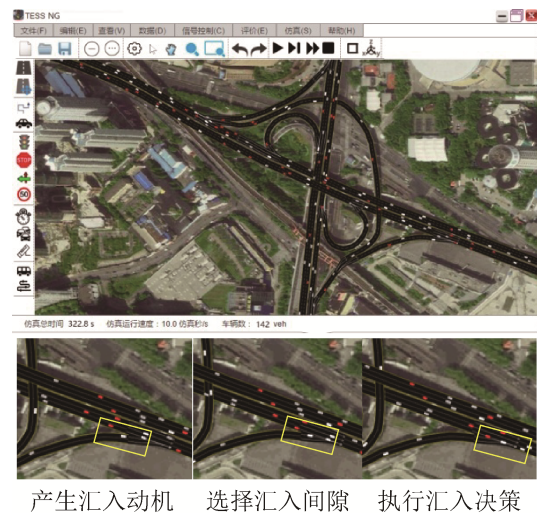 TESS NG
文件(F) 编辑(E) 查看(V) 数据(D) 信号控制(C) 评价(E) 仿真(S) 帮助(H)
STOP
50
仿真总时间 322.8 s 仿真运行速度：10.0 仿真秒/s 车辆数： 142 veh
产生汇入动机 选择汇入间隙 执行汇入决策